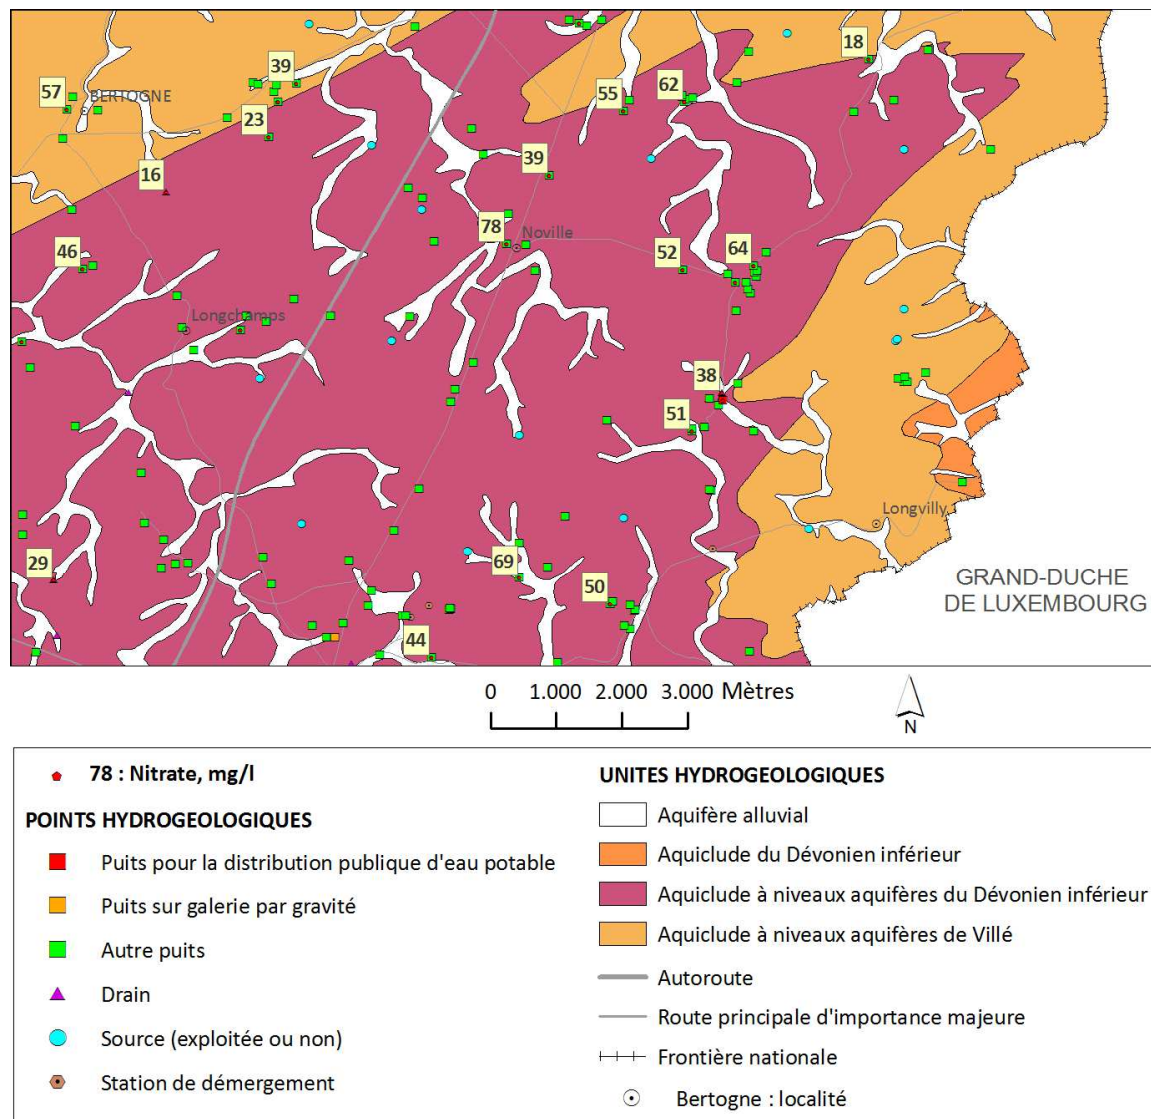 18
39
62
57
BERTOGNE
55
23
39
16
78
Noville
46
52
64
Longchamps
38
51
Longvilly
29
69
GRAND-DUCHE
DE LUXEMBOURG
50
44
0 1.000 2.000 3.000 Mètres
N
78 : Nitrate, mg/l
POINTS HYDROGEOLOGIQUES
Puits pour la distribution publique d'eau potable
Puits sur galerie par gravité
Autre puits
Drain
Source (exploitée ou non)
Station de démergement
UNITES HYDROGEOLOGIQUES
Aquifère alluvial
Aquiclude du Dévonien inférieur
Aquiclude à niveaux aquifères du Dévonien inférieur
Aquiclude à niveaux aquifères de Villé
Autoroute
Route principale d'importance majeure
Frontière nationale
Bertogne : localité